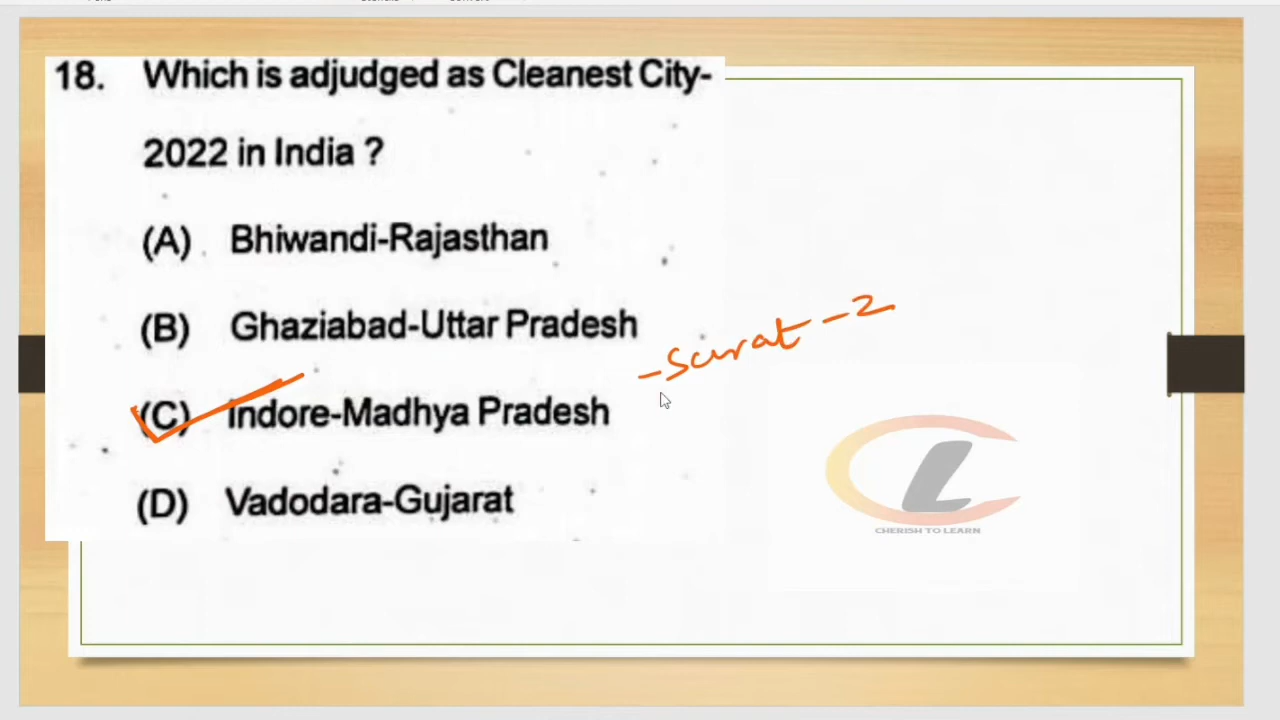 18. Which is adjudged as Cleanest City-
2022 in India ?
(A) Bhiwandi-Rajasthan
(B) Ghaziabad-Uttar Pradesh
- Surat - 2
(C) Indore-Madhya Pradesh
(D) Vadodara-Gujarat
CL
CHERISH TO LEARN